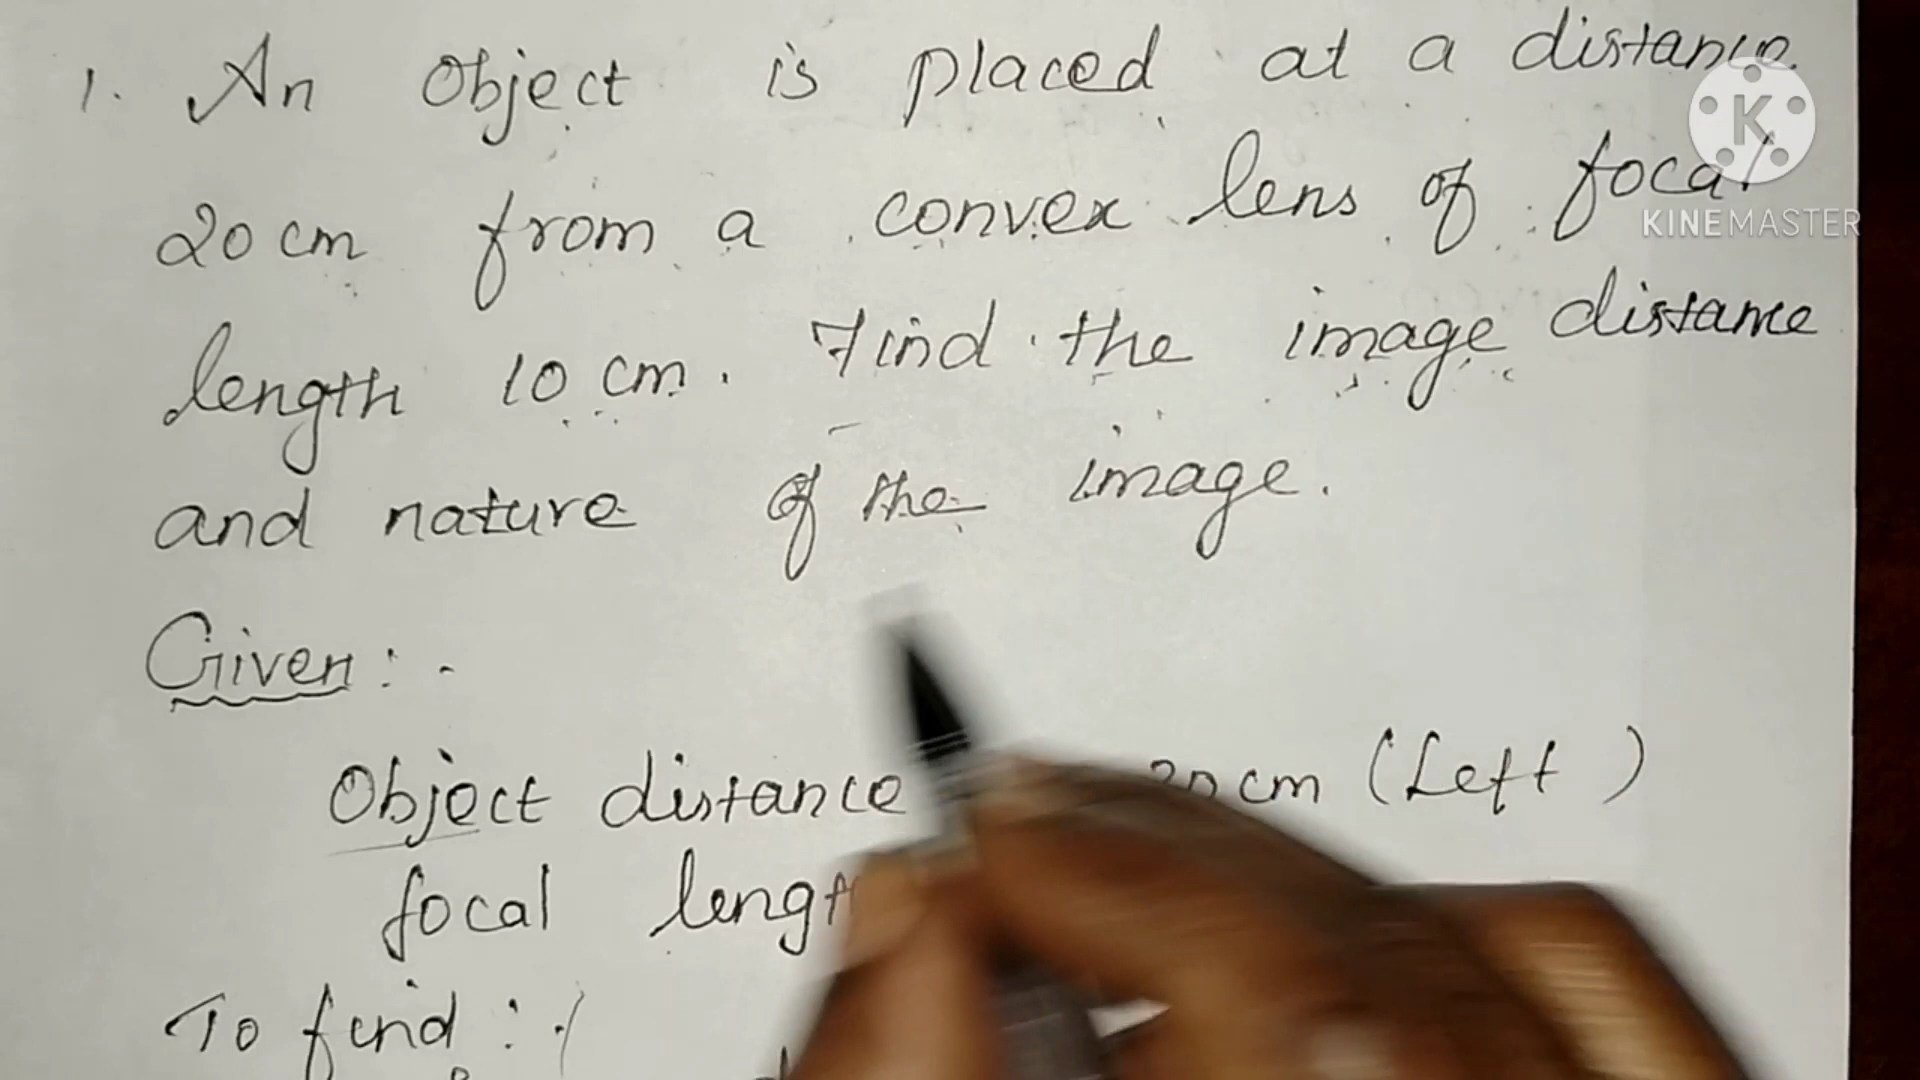 1. An Object is placed at a distance
20 cm from a convex lens of focal
length 10 cm. Find the image distance
and nature of the image.
Given : -
Object distance cm (Left)
focal
To find :
KINEMASTER